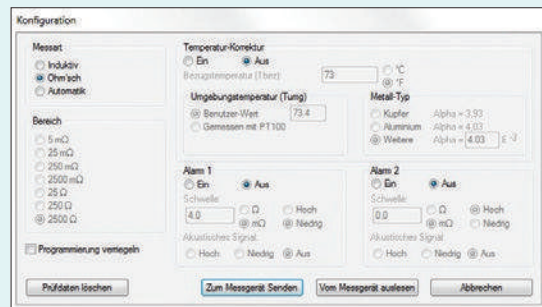 Konfiguration
Messart
Induktiv
Ohm'sch
Automatik
Bereich
5 mΩ
25 mΩ
250 mΩ
2500 mΩ
25 Ω
250 Ω
2500 Ω
Programmierung verriegeln
Temperatur-Korrektur
Ein Aus
Bezugstemperatur (Tbez): 73 °C
°F
Umgebungstemperatur (Tumg)
Benutzer-Wert 73.4
Gemessen mit PT100
Metall-Typ
Kupfer Alpha = 3.93
Aluminium Alpha = 4.03
Weitere Alpha = 4.03 E -3
Alarm 1
Ein Aus
Schwelle:
4.0 Ω Hoch
mΩ Niedrig
Akustisches Signal:
Hoch Niedrig Aus
Alarm 2
Ein Aus
Schwelle:
0.0 Ω Hoch
mΩ Niedrig
Akustisches Signal:
Hoch Niedrig Aus
Prüfdaten löschen Zum Messgerät Senden Vom Messgerät auslesen Abbrechen